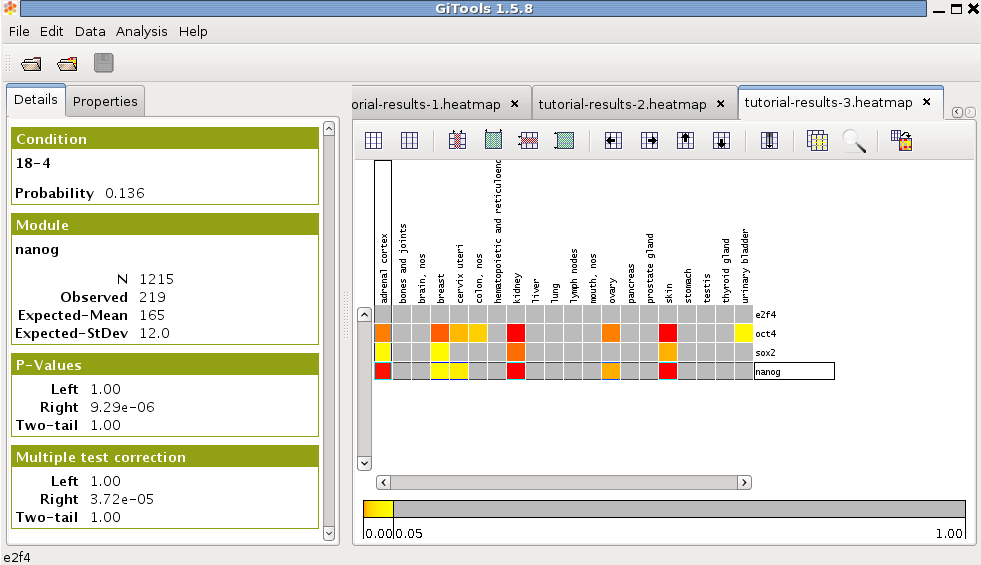 GiTools 1.5.8
File Edit Data Analysis Help
Details Properties
orial-results-1.heatmap tutorial-results-2.heatmap tutorial-results-3.heatmap
Condition
18-4
Probability 0.136
Module
nanog
N 1215
Observed 219
Expected-Mean 165
Expected-StDev 12.0
P-Values
Left 1.00
Right 9.29e-06
Two-tail 1.00
Multiple test correction
Left 1.00
Right 3.72e-05
Two-tail 1.00
adrenal cortex
bones and joints
brain, nos
breast
cervix uteri
colon, nos
hematopoietic and reticuloend
kidney
liver
lung
lymph nodes
mouth, nos
ovary
pancreas
prostate gland
skin
stomach
testis
thyroid gland
urinary bladder
e2f4
oct4
sox2
nanog
0.00 0.05 1.00
e2f4